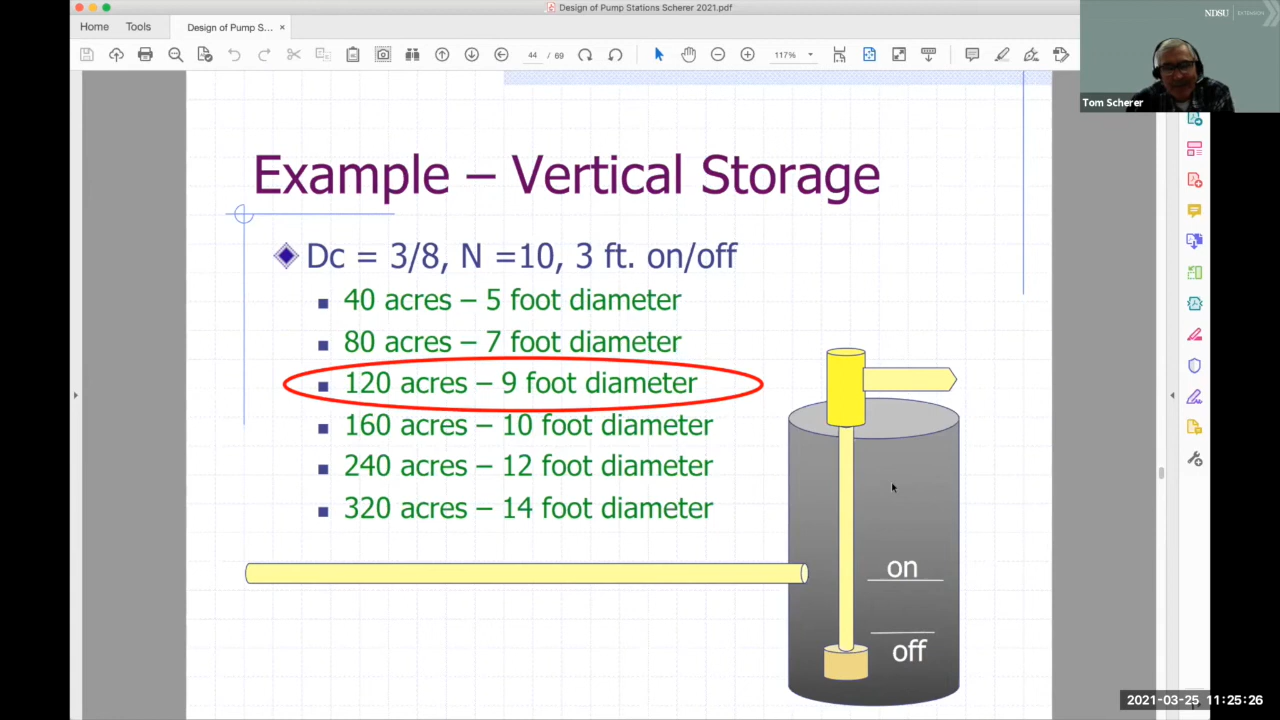 Design of Pump Stations Scherer 2021.pdf
Home
Tools
Design of Pump S...
×
44 / 69
117%
NDSU EXTENSION
Tom Scherer
Example – Vertical Storage
Dc = 3/8, N =10, 3 ft. on/off
40 acres – 5 foot diameter
80 acres – 7 foot diameter
120 acres – 9 foot diameter
160 acres – 10 foot diameter
240 acres – 12 foot diameter
320 acres – 14 foot diameter
on
off
2021-03-25 11:25:26